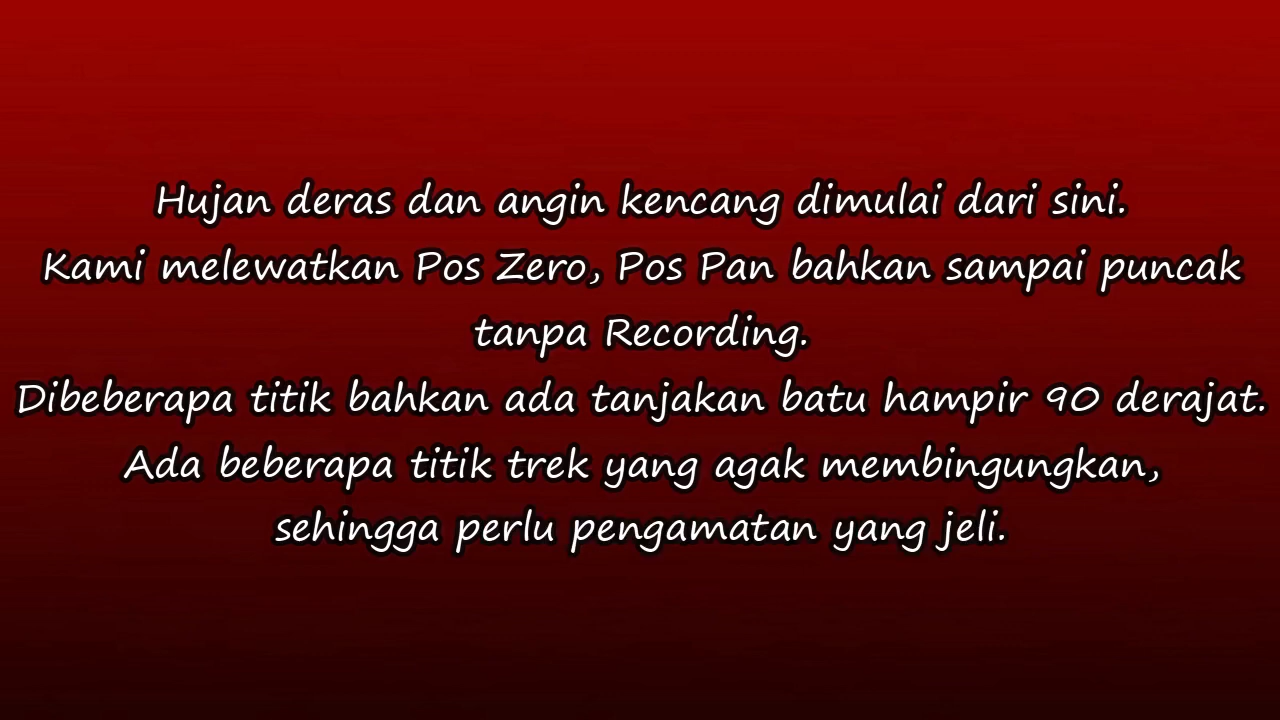 Hujan deras dan angin kencang dimulai dari sini.
Kami melewatkan Pos Zero, Pos Pan bahkan sampai puncak
tanpa Recording.
Dibeberapa titik bahkan ada tanjakan batu hampir 90 derajat.
Ada beberapa titik trek yang agak membingungkan,
sehingga perlu pengamatan yang jeli.